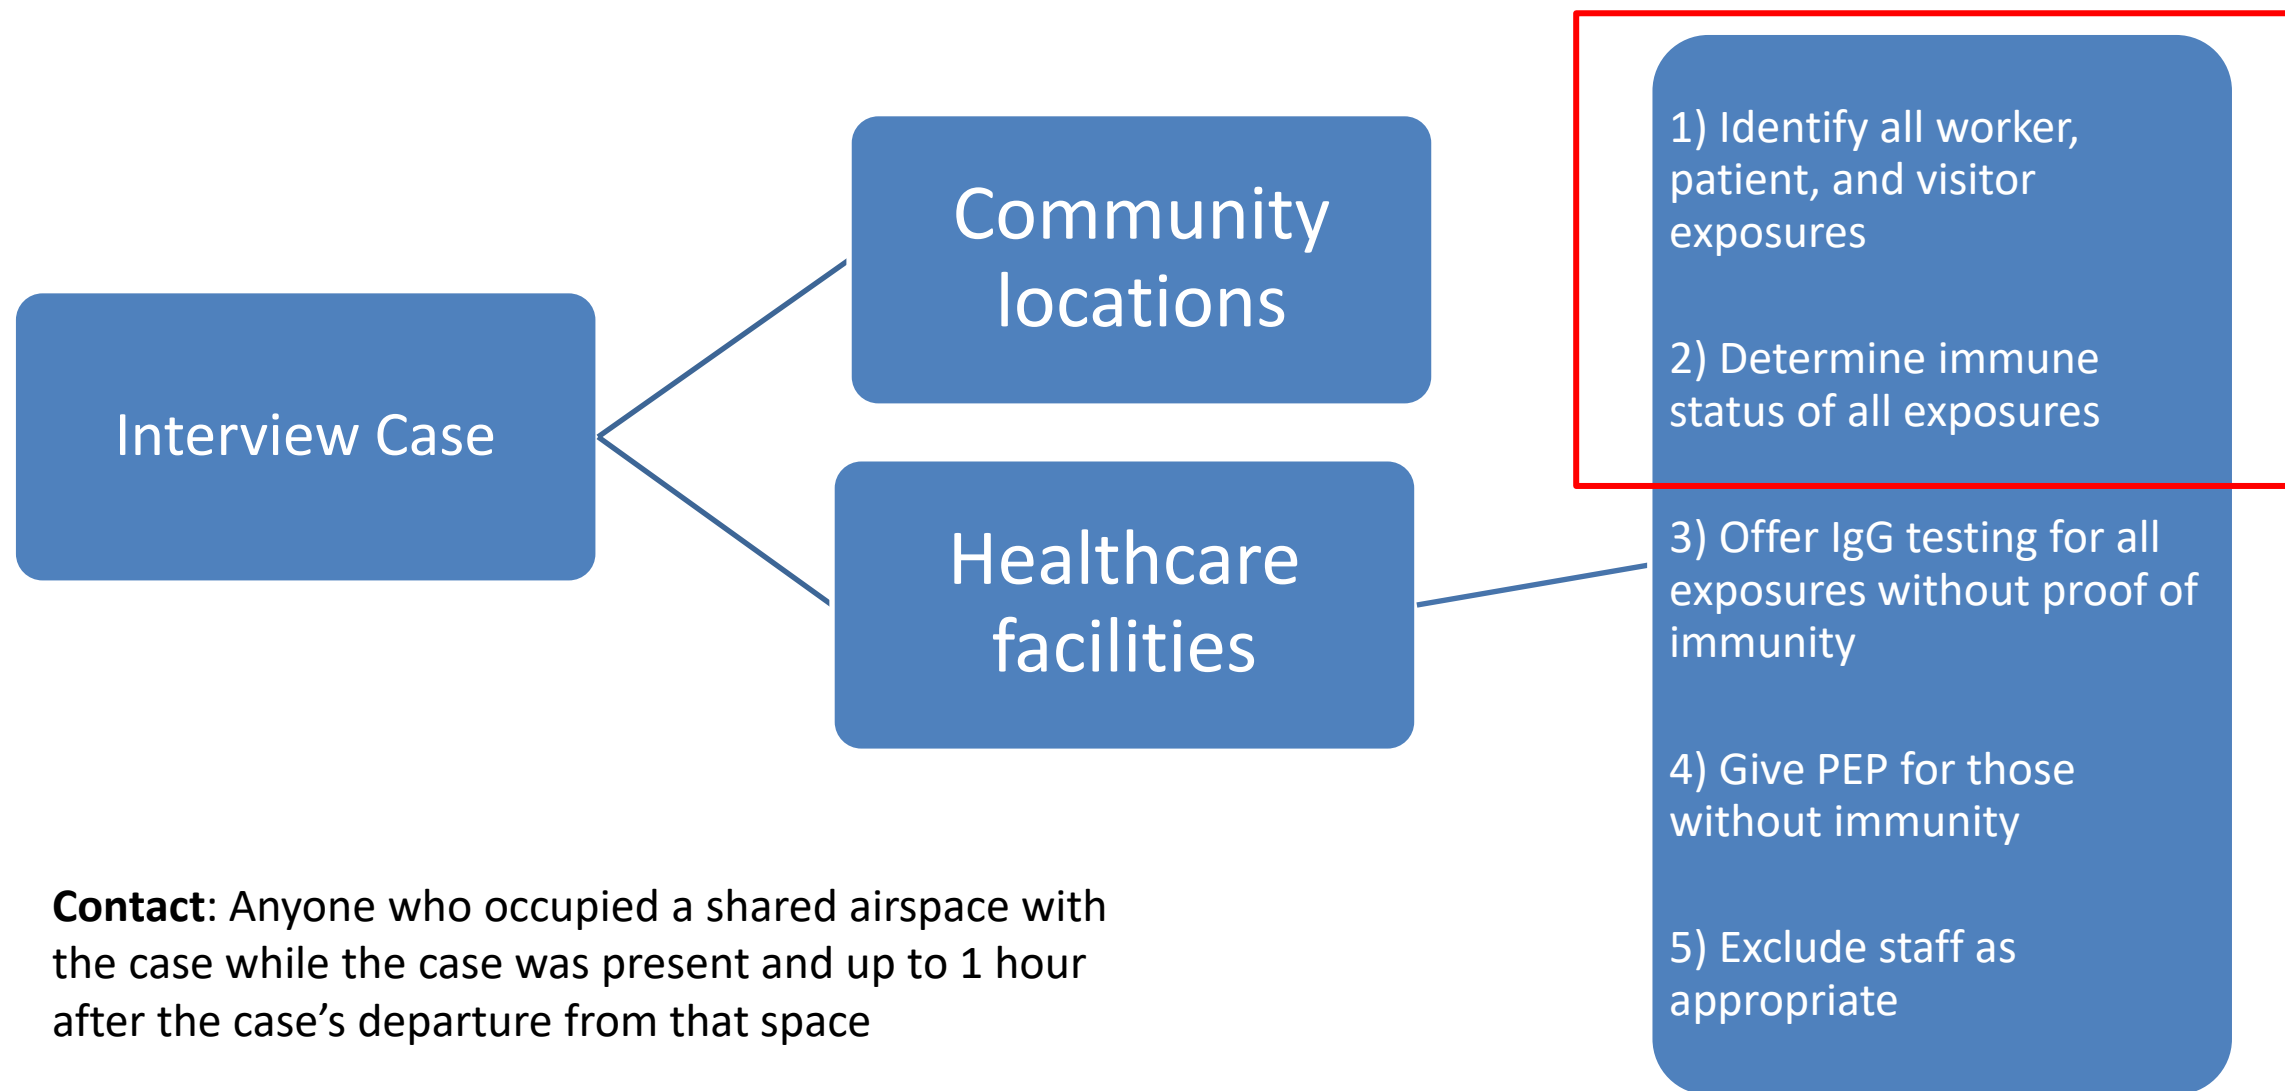 Interview Case
Community
locations
Healthcare
facilities
1) Identify all worker,
patient, and visitor
exposures
2) Determine immune
status of all exposures
3) Offer IgG testing for all
exposures without proof of
immunity
4) Give PEP for those
without immunity
5) Exclude staff as
appropriate
Contact: Anyone who occupied a shared airspace with
the case while the case was present and up to 1 hour
after the case’s departure from that space